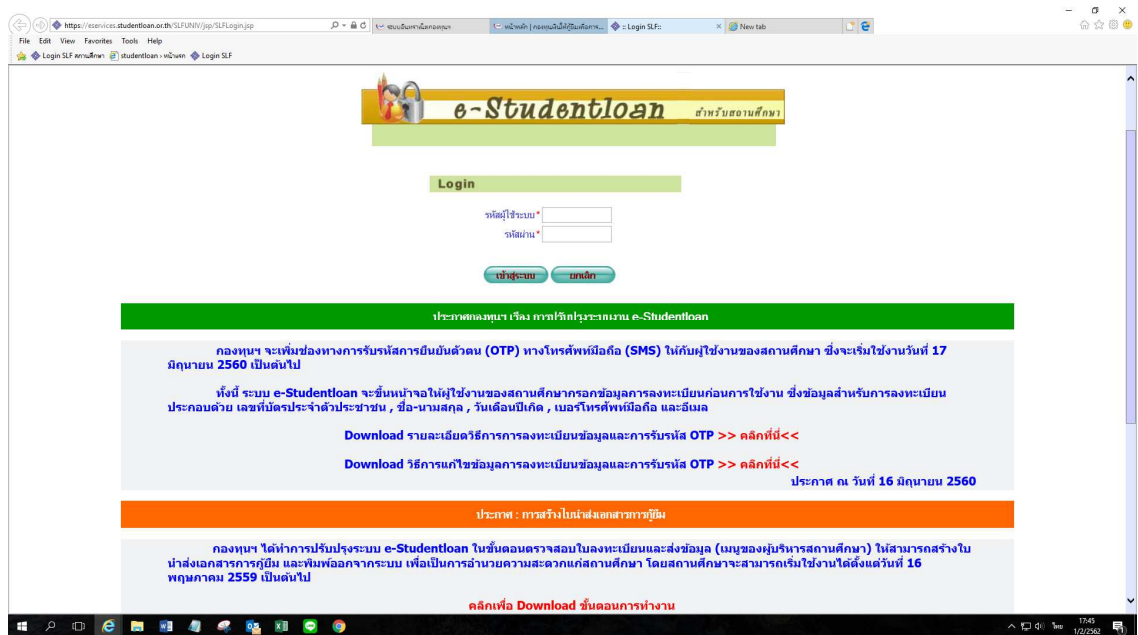 https://eservices.studentloan.or.th/SLFUNIV/jsp/SLFLogin.jsp
:: Login SLF::
New tab
File Edit View Favorites Tools Help
Login SLF สถานศึกษา studentloan › หน้าแรก Login SLF
e-Studentloan สำหรับสถานศึกษา
Login
รหัสผู้ใช้ระบบ*
รหัสผ่าน*
เข้าสู่ระบบ ยกเลิก
ประกาศกองทุนฯ เรื่อง การปรับปรุงระบบงาน e-Studentloan
กองทุนฯ จะเพิ่มช่องทางการรับรหัสการยืนยันตัวตน (OTP) ทางโทรศัพท์มือถือ (SMS) ให้กับผู้ใช้งานของสถานศึกษา ซึ่งจะเริ่มใช้งานวันที่ 17
มิถุนายน 2560 เป็นต้นไป
ทั้งนี้ ระบบ e-Studentloan จะขึ้นหน้าจอให้ผู้ใช้งานของสถานศึกษากรอกข้อมูลการลงทะเบียนก่อนการใช้งาน ซึ่งข้อมูลสำหรับการลงทะเบียน
ประกอบด้วย เลขที่บัตรประจำตัวประชาชน , ชื่อ-นามสกุล , วันเดือนปีเกิด , เบอร์โทรศัพท์มือถือ และอีเมล
Download รายละเอียดวิธีการการลงทะเบียนข้อมูลและการรับรหัส OTP >> คลิกที่นี่<<
Download วิธีการแก้ไขข้อมูลการลงทะเบียนข้อมูลและการรับรหัส OTP >> คลิกที่นี่<<
ประกาศ ณ วันที่ 16 มิถุนายน 2560
ประกาศ : การสร้างใบนำส่งเอกสารการกู้ยืม
กองทุนฯ ได้ทำการปรับปรุงระบบ e-Studentloan ในขั้นตอนตรวจสอบใบลงทะเบียนและส่งข้อมูล (เมนูของผู้บริหารสถานศึกษา) ให้สามารถสร้างใบ
นำส่งเอกสารการกู้ยืม และพิมพ์ออกจากระบบ เพื่อเป็นการอำนวยความสะดวกแก่สถานศึกษา โดยสถานศึกษาจะสามารถเริ่มใช้งานได้ตั้งแต่วันที่ 16
พฤษภาคม 2559 เป็นต้นไป
คลิกเพื่อ Download ขั้นตอนการทำงาน
ไทย 17:45
1/2/2562